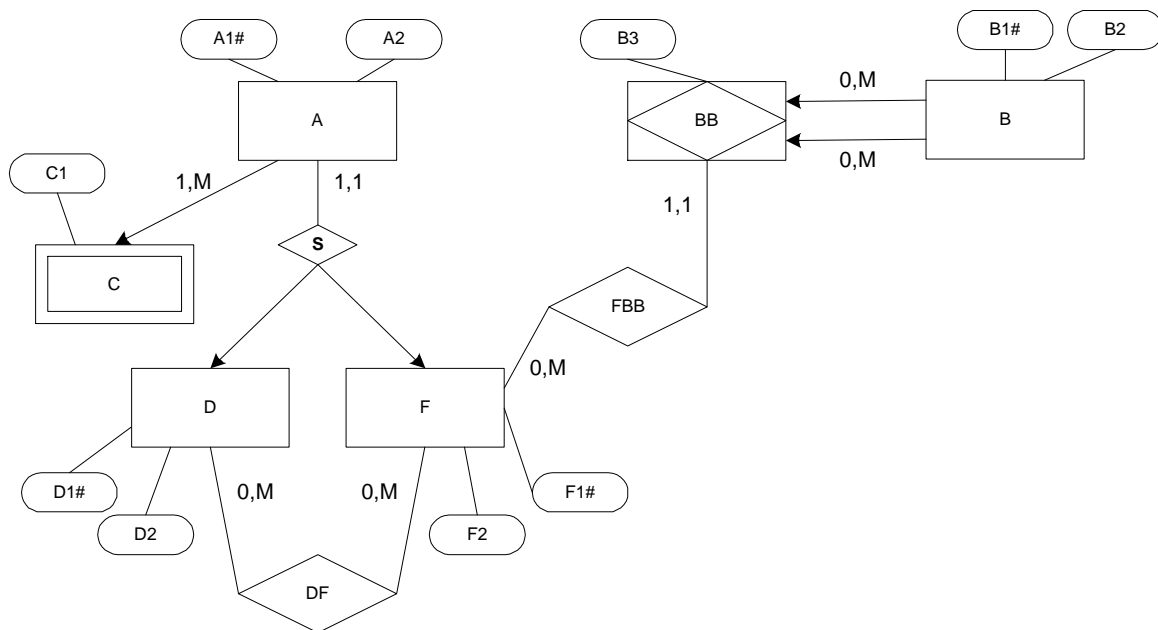 A1# A2 B3 B1# B2
A BB 0,M B
0,M
C1 1,M 1,1 1,1
S
C
FBB
0,M
D F
D1# 0,M 0,M F1#
D2 F2
DF